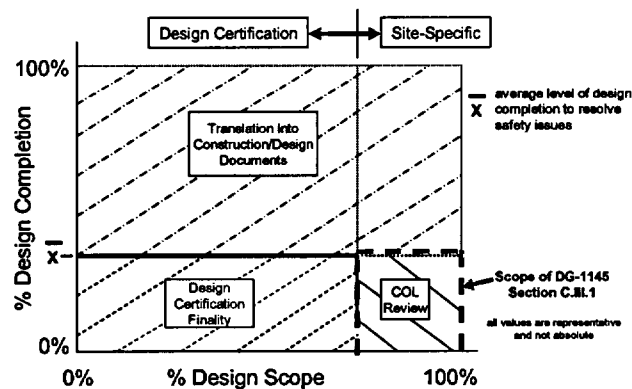 Design Certification
Site-Specific
100%
% Design Completion
x
0%
Translation Into
Construction/Design
Documents
Design
Certification
Finality
COL
Review
x
average level of design
completion to resolve
safety issues
Scope of DG-1145
Section C.III.1
all values are representative
and not absolute
0%
% Design Scope
100%